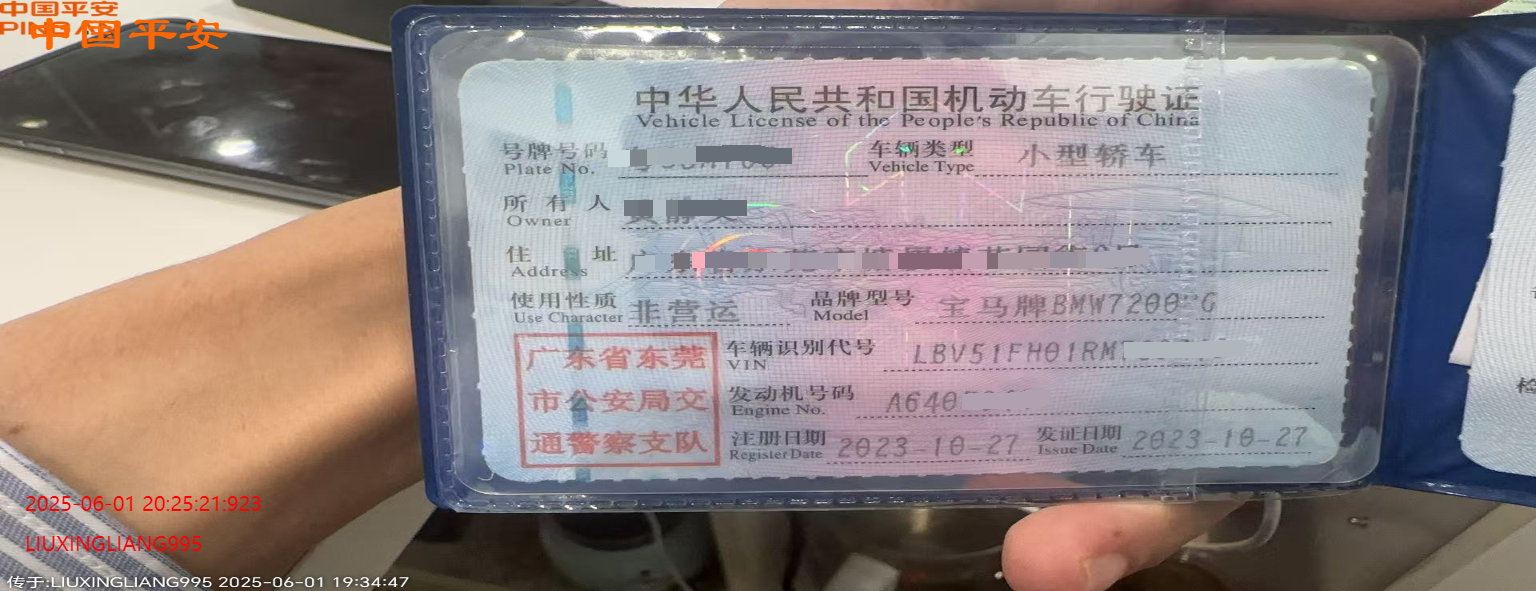 中国平安
中国平安
中华人民共和国机动车行驶证
Vehicle License of the People's Republic of China
号牌号码
Plate No.
车辆类型 小型轿车
Vehicle Type
所有人
Owner
住址
Address
使用性质 非营运
Use Character
品牌型号 宝马牌BMW7200
Model
广东省东莞
市公安局交
通警察支队
车辆识别代号 LBV51FH01RM
VIN
发动机号码 A640
Engine No.
注册日期 2023-10-27
Register Date
发证日期 2023-10-27
Issue Date
检
2025-06-01 20:25:21:923
LIUXINGLIANG995
传于:LIUXINGLIANG995 2025-06-01 19:34:47